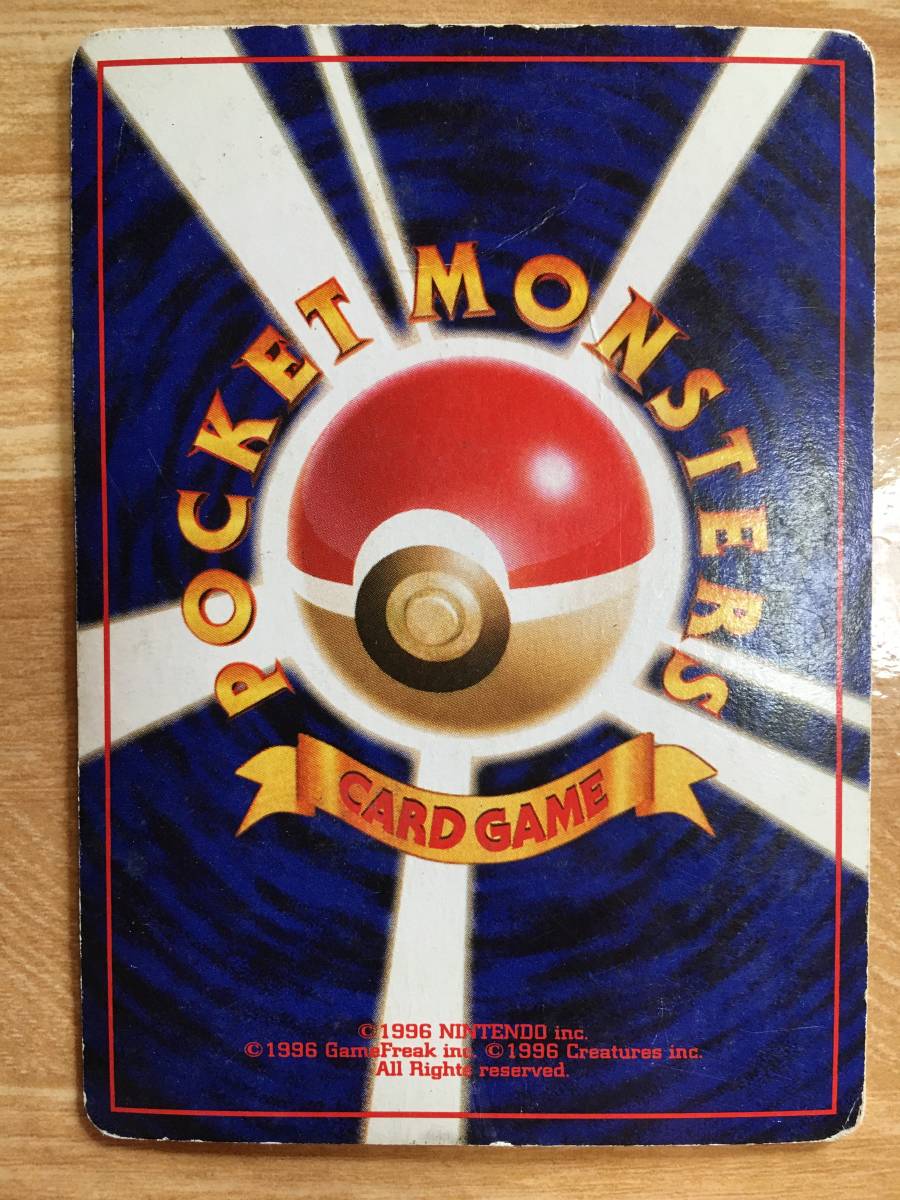 POCKET MONSTERS
CARD GAME
©1996 NINTENDO inc.
©1996 GameFreak inc. ©1996 Creatures inc.
All Rights reserved.